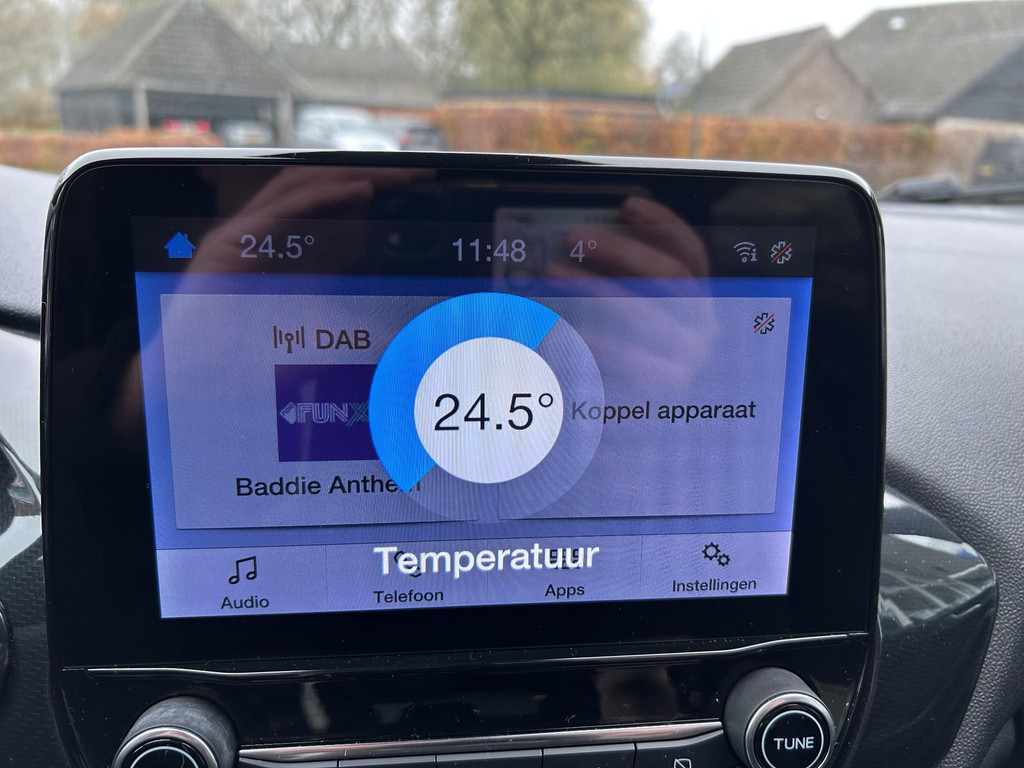 24.5° 11:48 4°
DAB
FUNX
24.5°
Koppel apparaat
Baddie Anthem
Temperatuur
Audio Telefoon Apps Instellingen
TUNE